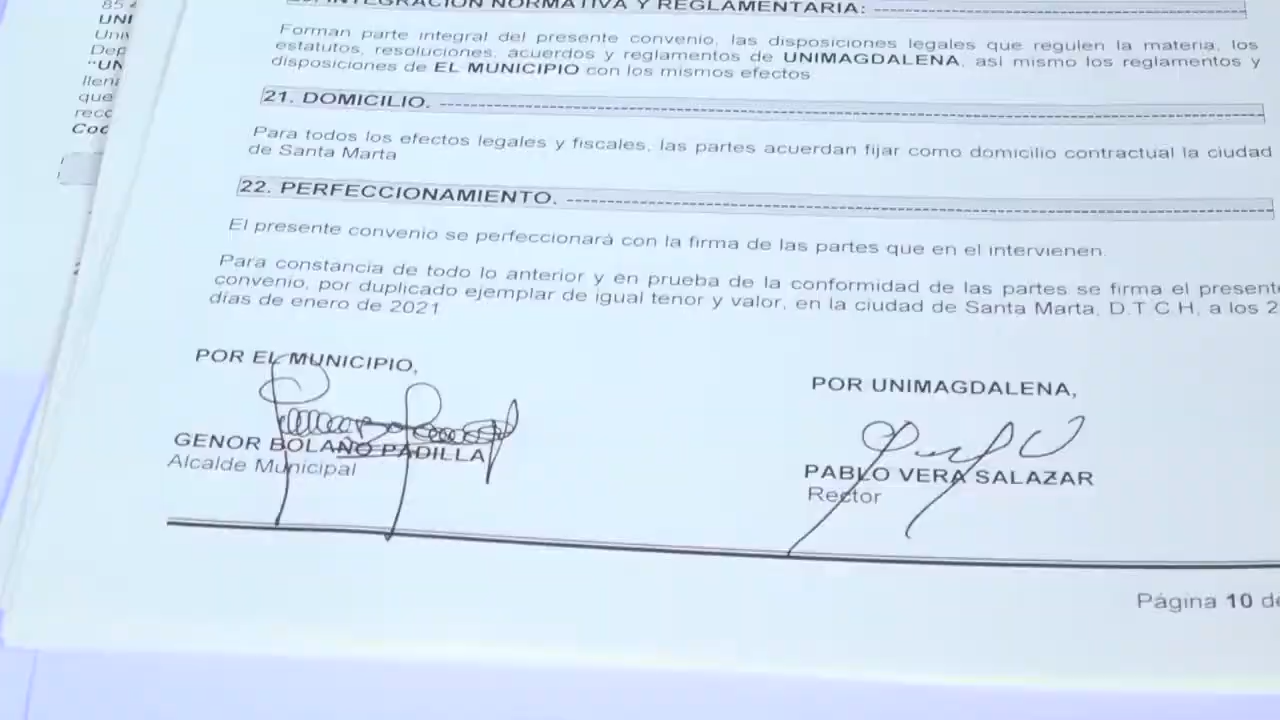 85
INTEGRACIÓN NORMATIVA Y REGLAMENTARIA:
Forman parte integral del presente convenio, las disposiciones legales que regulen la materia, los
estatutos, resoluciones, acuerdos y reglamentos de UNIMAGDALENA, así mismo los reglamentos y
disposiciones de EL MUNICIPIO con los mismos efectos
21. DOMICILIO.
Para todos los efectos legales y fiscales, las partes acuerdan fijar como domicilio contractual la ciudad
de Santa Marta
22. PERFECCIONAMIENTO.
El presente convenio se perfeccionará con la firma de las partes que en el intervienen.
Para constancia de todo lo anterior y en prueba de la conformidad de las partes se firma el presente
convenio, por duplicado ejemplar de igual tenor y valor, en la ciudad de Santa Marta, D.T.C.H, a los 2
días de enero de 2021
POR EL MUNICIPIO,
GENOR BOLAÑO PADILLA
Alcalde Municipal
POR UNIMAGDALENA,
PABLO VERA SALAZAR
Rector
Página 10 de